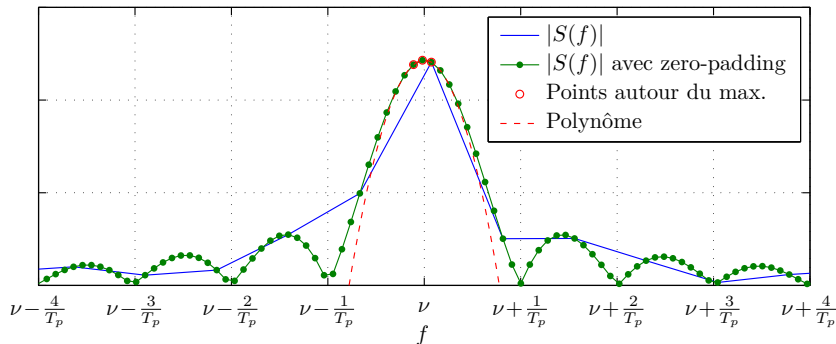 |S(f)|
|S(f)| avec zero-padding
Points autour du max.
Polynôme
ν − 4/T_p ν − 3/T_p ν − 2/T_p ν − 1/T_p ν ν + 1/T_p ν + 2/T_p ν + 3/T_p ν + 4/T_p
f